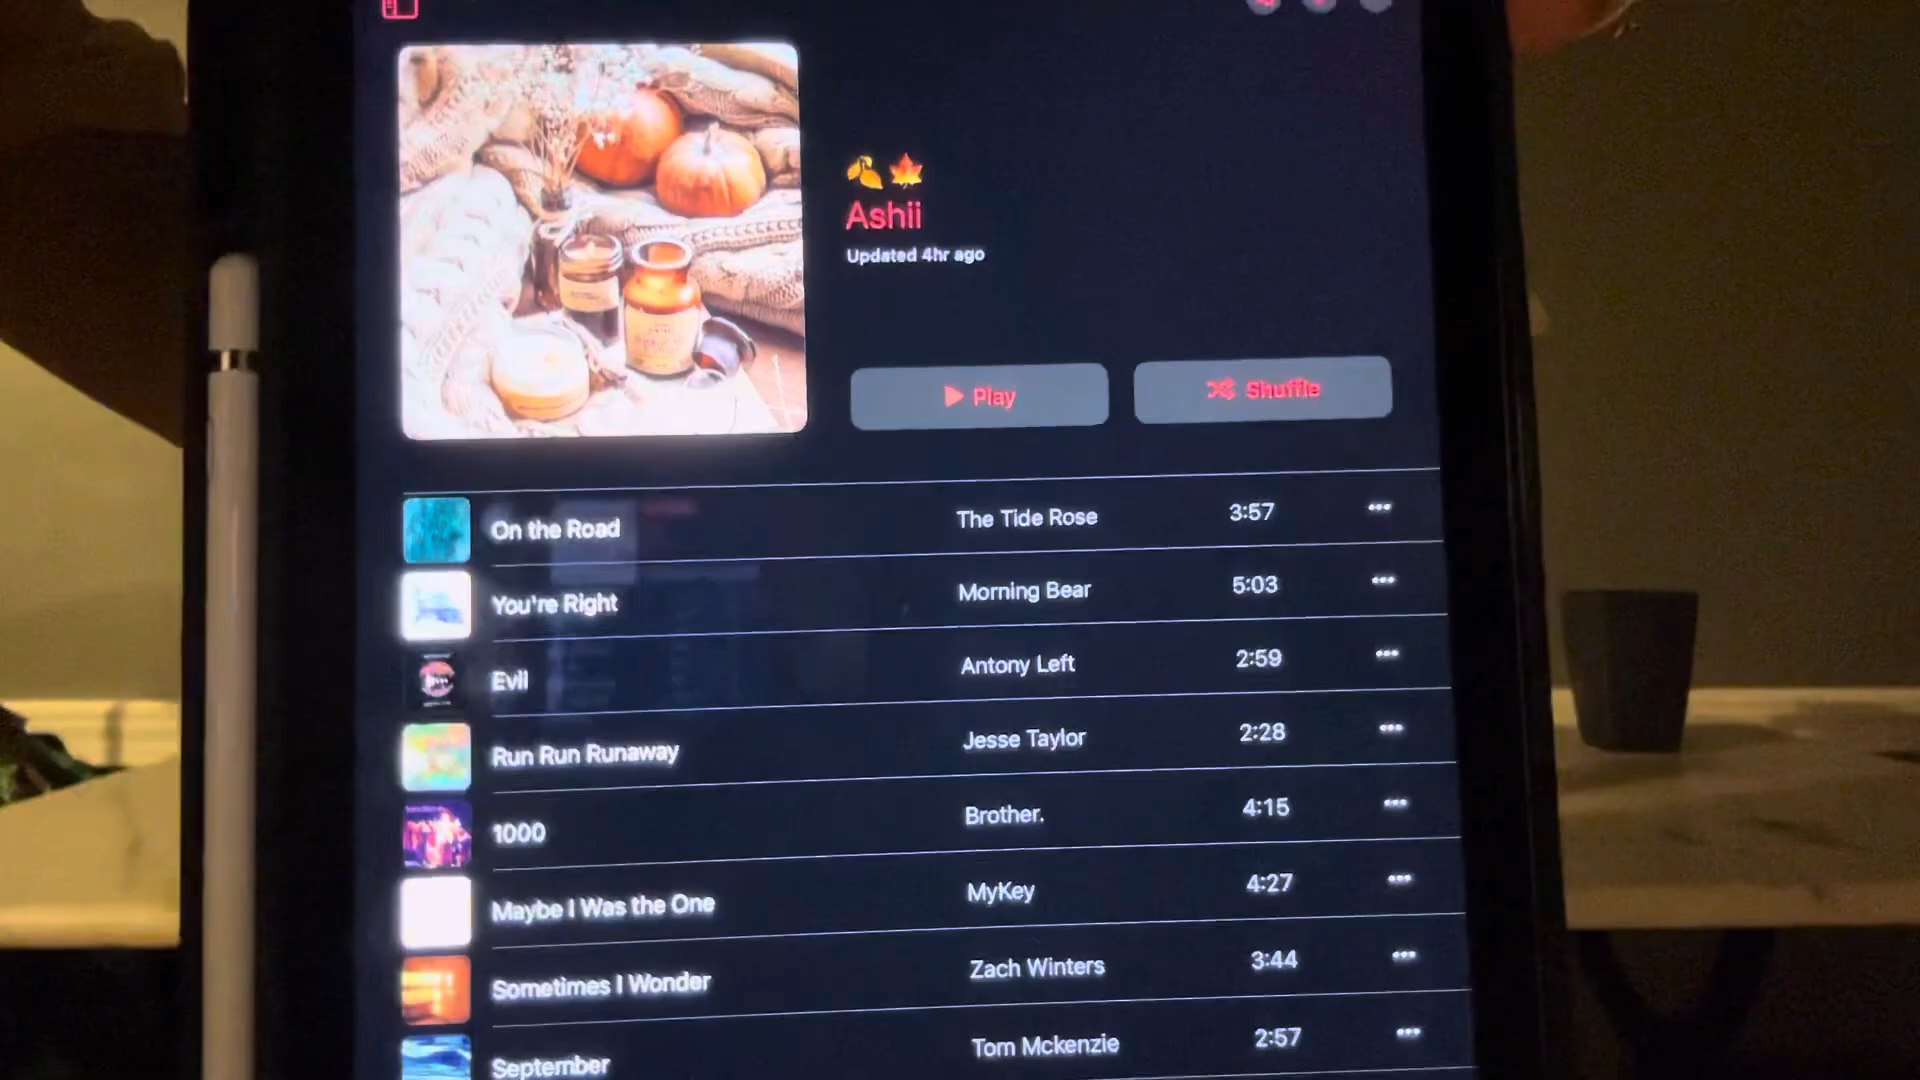 🍂🍁
Ashii
Updated 4hr ago
Play
Shuffle
On the Road The Tide Rose 3:57
You're Right Morning Bear 5:03
Evil Antony Left 2:59
Run Run Runaway Jesse Taylor 2:28
1000 Brother. 4:15
Maybe I Was the One MyKey 4:27
Sometimes I Wonder Zach Winters 3:44
September Tom Mckenzie 2:57